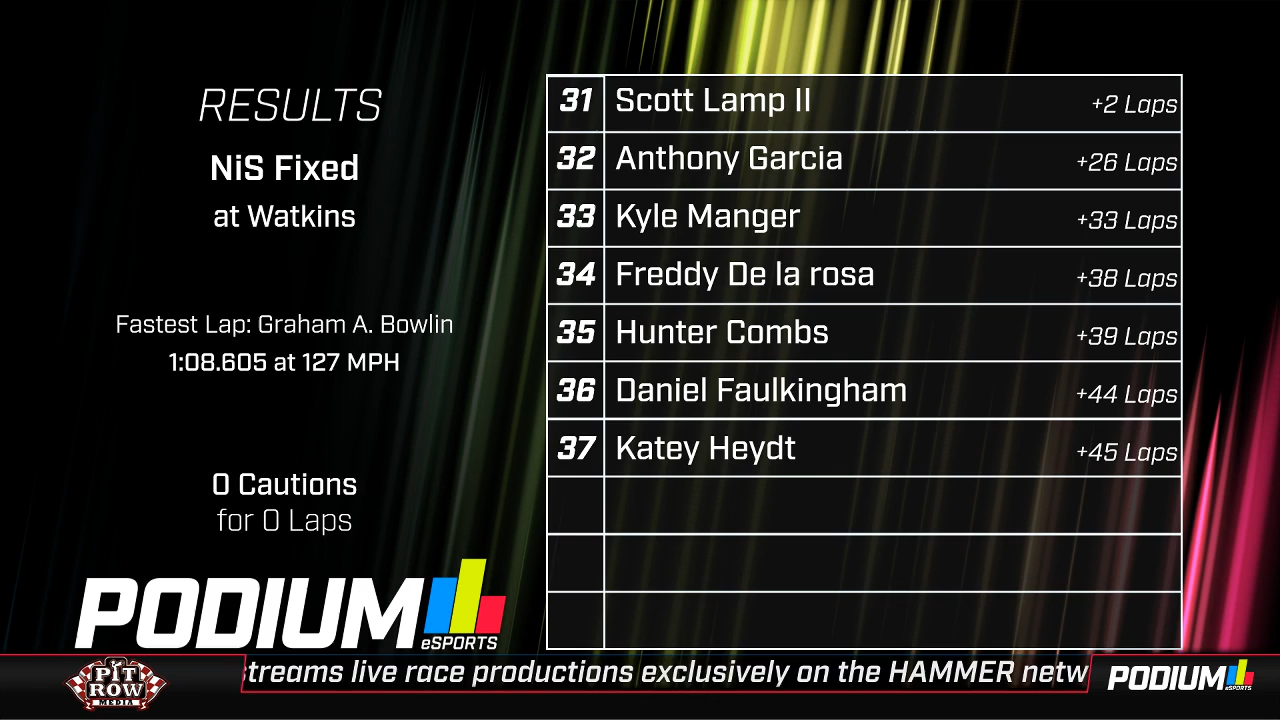 RESULTS
NiS Fixed
at Watkins
Fastest Lap: Graham A. Bowlin
1:08.605 at 127 MPH
0 Cautions
for 0 Laps
PODIUM
eSPORTS
31 Scott Lamp II +2 Laps
32 Anthony Garcia +26 Laps
33 Kyle Manger +33 Laps
34 Freddy De la rosa +38 Laps
35 Hunter Combs +39 Laps
36 Daniel Faulkingham +44 Laps
37 Katey Heydt +45 Laps
PIT
ROW
MEDIA
streams live race productions exclusively on the HAMMER netw
PODIUM
eSPORTS